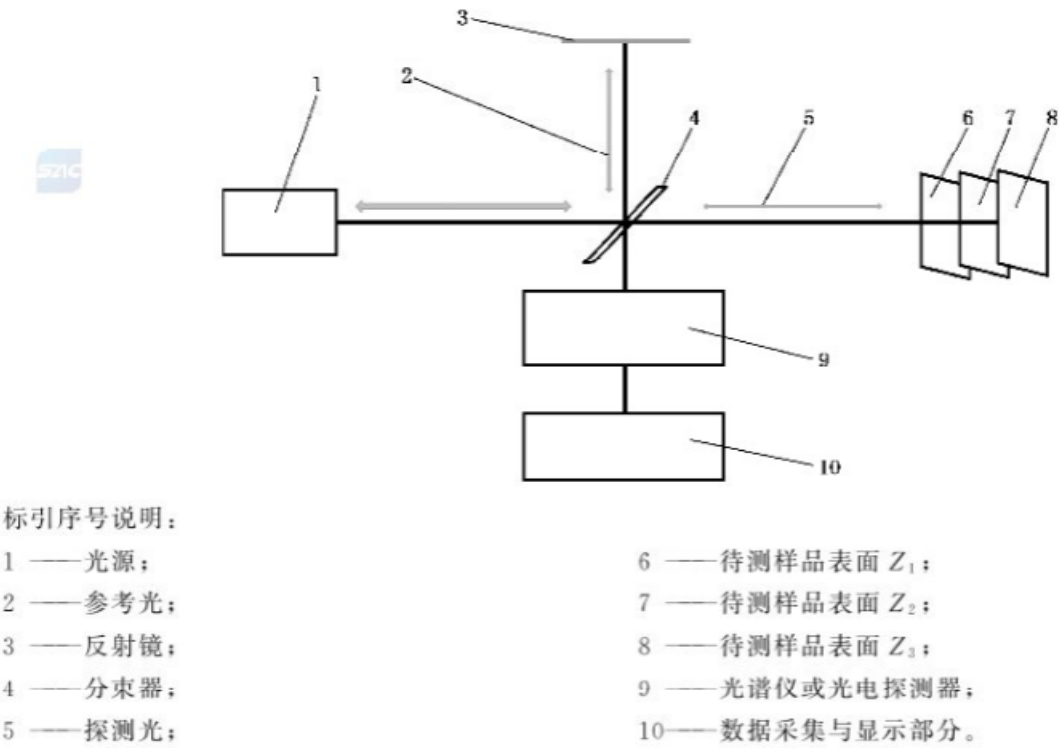 3
2
1
4
5
6
7
8
SAC
9
10
标引序号说明:
1 ——光源;
2 ——参考光;
3 ——反射镜;
4 ——分束器;
5 ——探测光;
6 ——待测样品表面 Z₁;
7 ——待测样品表面 Z₂;
8 ——待测样品表面 Z₃;
9 ——光谱仪或光电探测器;
10——数据采集与显示部分。